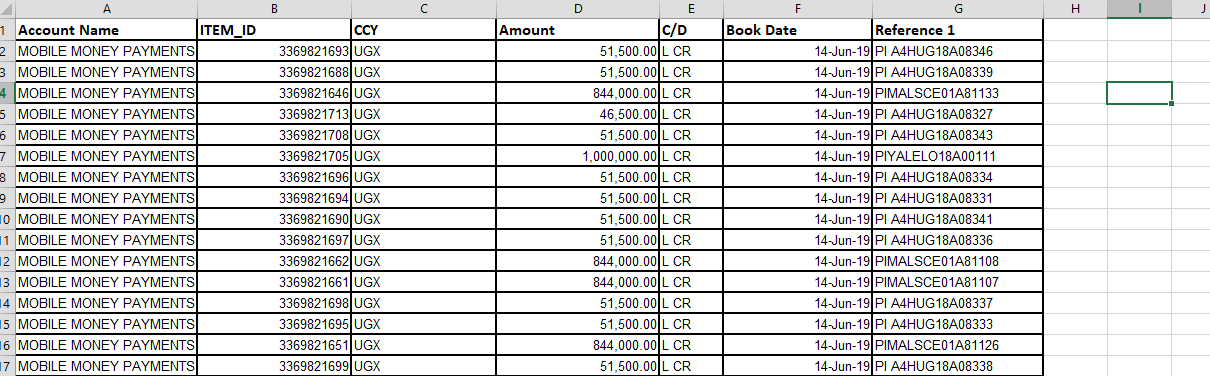 A B C D E F G H I J
1 Account Name ITEM_ID CCY Amount C/D Book Date Reference 1
2 MOBILE MONEY PAYMENTS 3369821693 UGX 51,500.00 L CR 14-Jun-19 PI A4HUG18A08346
3 MOBILE MONEY PAYMENTS 3369821688 UGX 51,500.00 L CR 14-Jun-19 PI A4HUG18A08339
4 MOBILE MONEY PAYMENTS 3369821646 UGX 844,000.00 L CR 14-Jun-19 PIMALSCE01A81133
5 MOBILE MONEY PAYMENTS 3369821713 UGX 46,500.00 L CR 14-Jun-19 PI A4HUG18A08327
6 MOBILE MONEY PAYMENTS 3369821708 UGX 51,500.00 L CR 14-Jun-19 PI A4HUG18A08343
7 MOBILE MONEY PAYMENTS 3369821705 UGX 1,000,000.00 L CR 14-Jun-19 PIYALELO18A00111
8 MOBILE MONEY PAYMENTS 3369821696 UGX 51,500.00 L CR 14-Jun-19 PI A4HUG18A08334
9 MOBILE MONEY PAYMENTS 3369821694 UGX 51,500.00 L CR 14-Jun-19 PI A4HUG18A08331
10 MOBILE MONEY PAYMENTS 3369821690 UGX 51,500.00 L CR 14-Jun-19 PI A4HUG18A08341
11 MOBILE MONEY PAYMENTS 3369821697 UGX 51,500.00 L CR 14-Jun-19 PI A4HUG18A08336
12 MOBILE MONEY PAYMENTS 3369821662 UGX 844,000.00 L CR 14-Jun-19 PIMALSCE01A81108
13 MOBILE MONEY PAYMENTS 3369821661 UGX 844,000.00 L CR 14-Jun-19 PIMALSCE01A81107
14 MOBILE MONEY PAYMENTS 3369821698 UGX 51,500.00 L CR 14-Jun-19 PI A4HUG18A08337
15 MOBILE MONEY PAYMENTS 3369821695 UGX 51,500.00 L CR 14-Jun-19 PI A4HUG18A08333
16 MOBILE MONEY PAYMENTS 3369821651 UGX 844,000.00 L CR 14-Jun-19 PIMALSCE01A81126
17 MOBILE MONEY PAYMENTS 3369821699 UGX 51,500.00 L CR 14-Jun-19 PI A4HUG18A08338